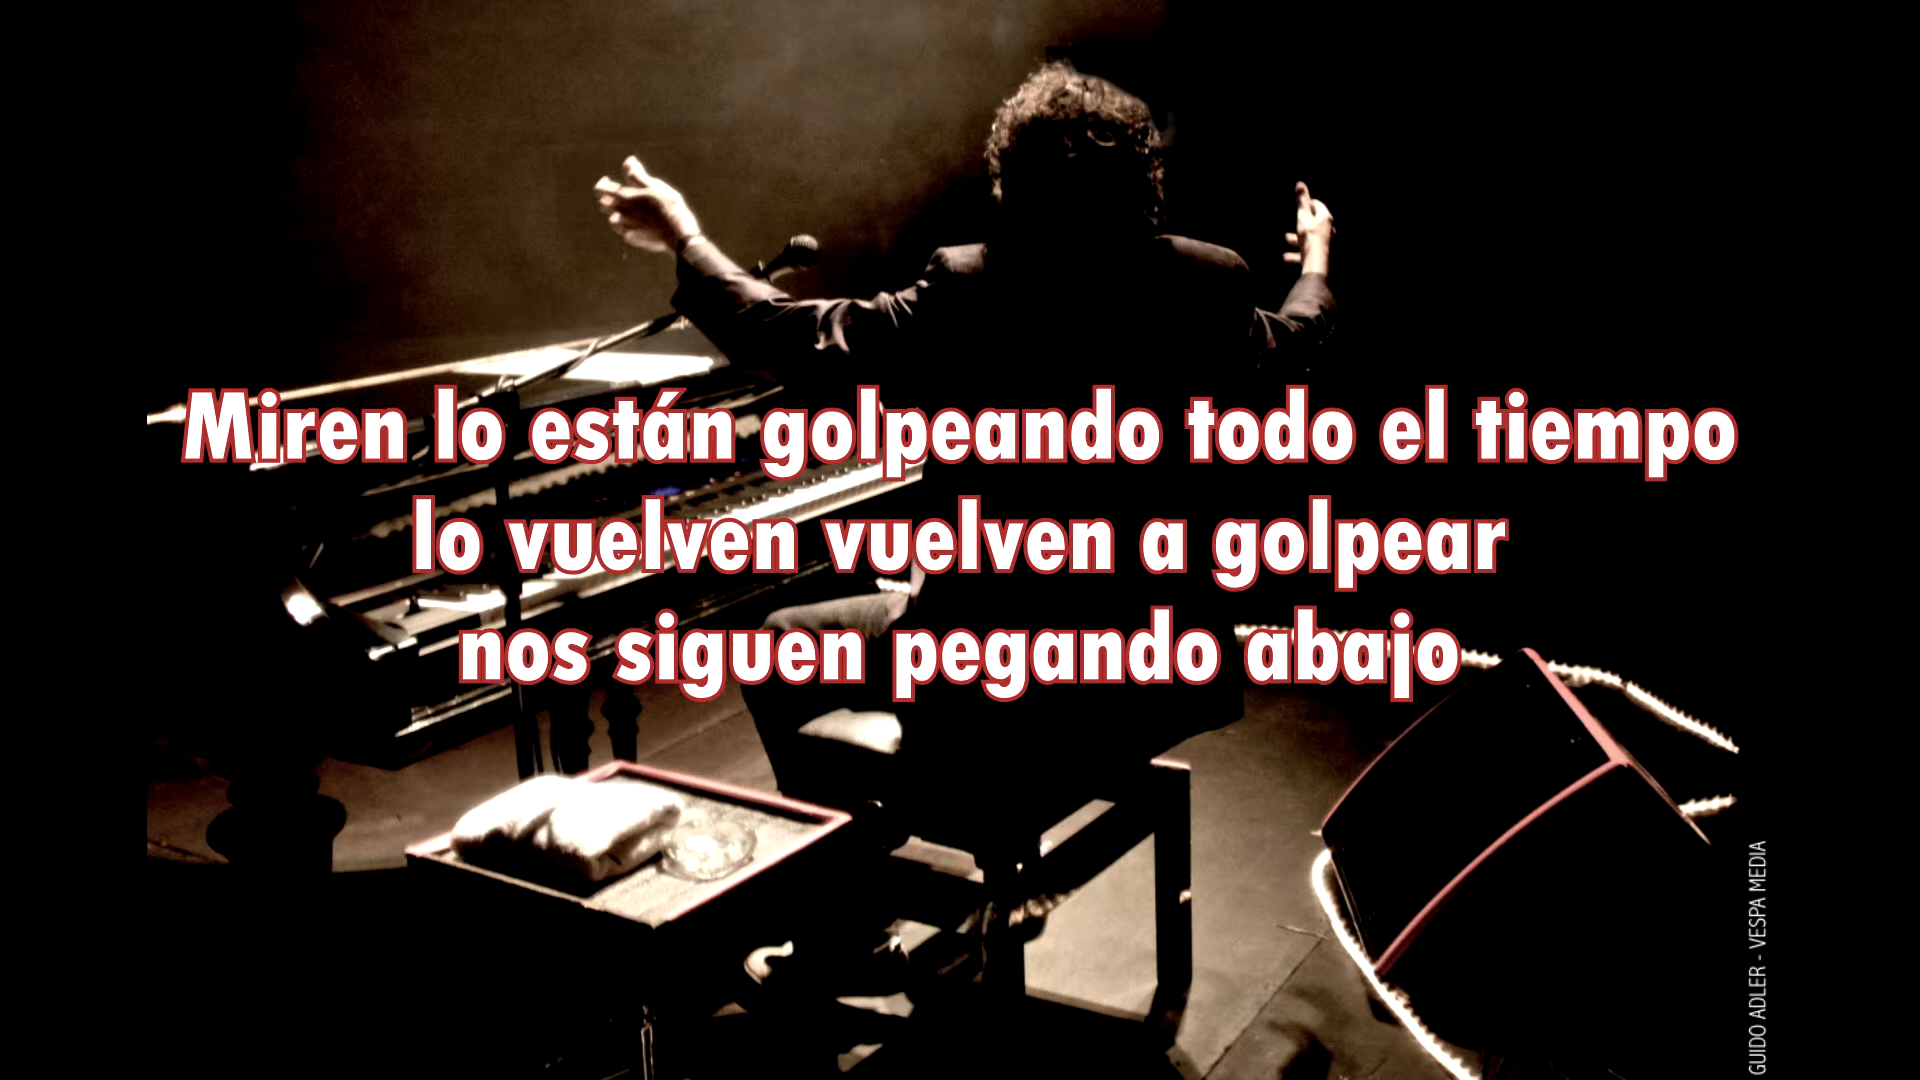 Miren lo están golpeando todo el tiempo
lo vuelven vuelven a golpear
nos siguen pegando abajo
GUIDO ADLER - VESPA MEDIA